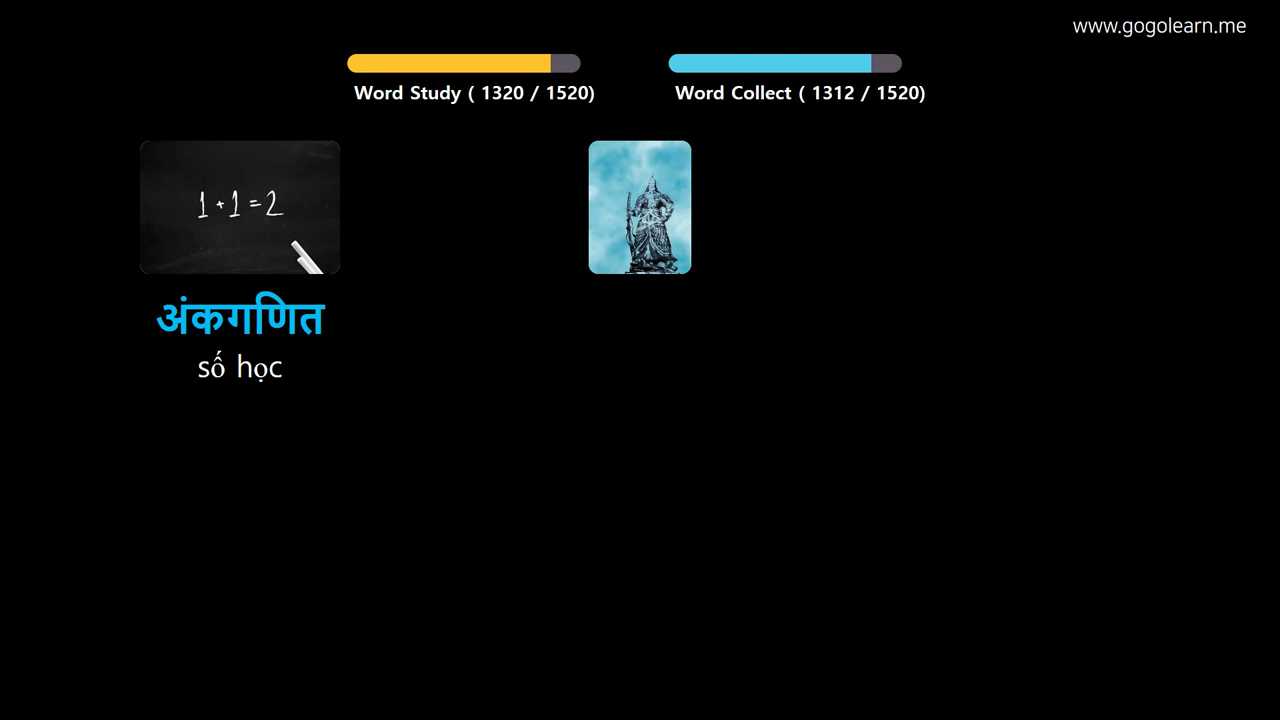 www.gogolearn.me
Word Study ( 1320 / 1520)
Word Collect ( 1312 / 1520)
1 + 1 = 2
अंकगणित
số học